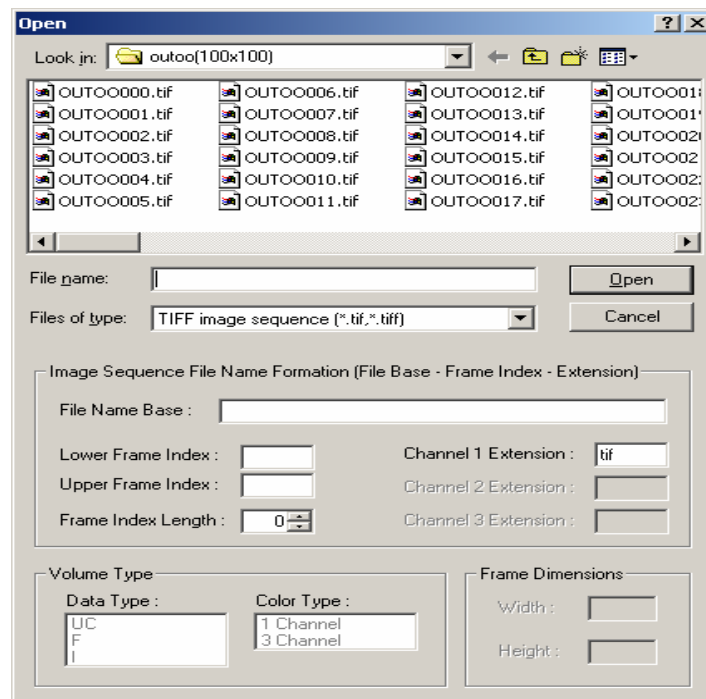 Open
Look in: outoo(100x100)
OUTOO000.tif OUTOO006.tif OUTOO012.tif
OUTOO001.tif OUTOO007.tif OUTOO013.tif
OUTOO002.tif OUTOO008.tif OUTOO014.tif
OUTOO003.tif OUTOO009.tif OUTOO015.tif
OUTOO004.tif OUTOO010.tif OUTOO016.tif
OUTOO005.tif OUTOO011.tif OUTOO017.tif
File name: Open
Files of type: TIFF image sequence (*.tif,*.tiff) Cancel
Image Sequence File Name Formation (File Base - Frame Index - Extension)
File Name Base :
Lower Frame Index : Channel 1 Extension : tif
Upper Frame Index : Channel 2 Extension :
Frame Index Length : 0 Channel 3 Extension :
Volume Type Frame Dimensions
Data Type : Color Type : Width :
UC 1 Channel
F 3 Channel
I Height :